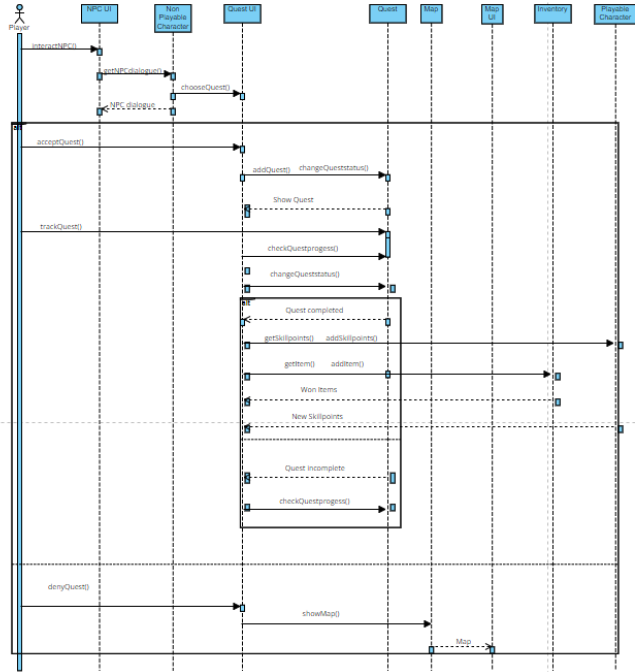 NPC UI
Non
Playable
Character
Quest UI
Quest
Map
Map
UI
Inventory
Playable
Character
Player
interactNPC()
getNPCdialogue()
chooseQuest()
NPC dialogue
alt
acceptQuest()
addQuest() changeQueststatus()
Show Quest
trackQuest()
checkQuestprogess()
changeQueststatus()
alt
Quest completed
getSkillpoints() addSkillpoints()
getItem() addItem()
Won Items
New Skillpoints
Quest Incomplete
checkQuestprogess()
denyQuest()
showMap()
Map